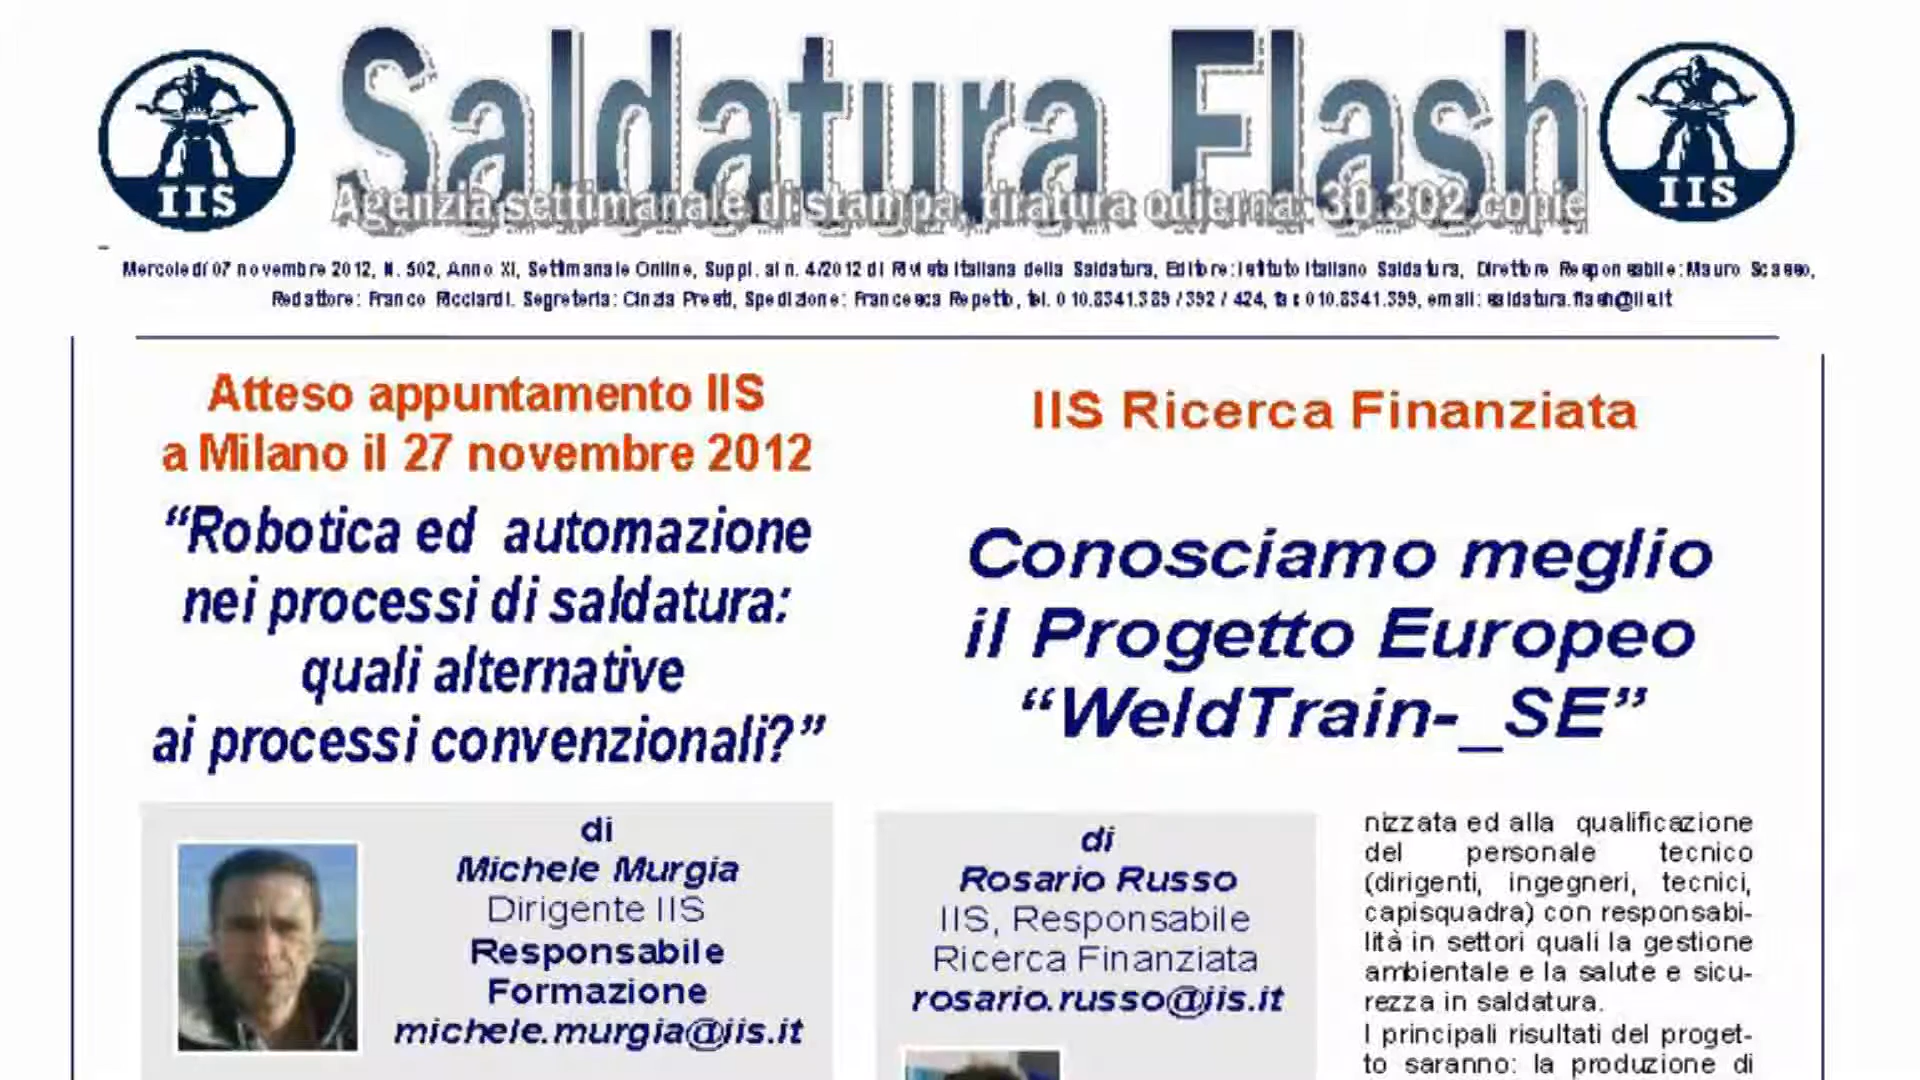 Saldatura Flash
IIS
IIS
Agenzia settimanale di stampa, tiratura odierna: 30.302 copie
Mercoledì 07 novembre 2012, N. 502, Anno XI, Settimanale Online, Suppl. al n. 4/2012 di Rivista Italiana della Saldatura, Editore: Istituto Italiano Saldatura, Direttore Responsabile: Mauro Scasso,
Redattore: Franco Ricciardi. Segreteria: Cinzia Presti, Spedizione: Francesca Repetto, tel. 010.8341.389 / 392 / 424, fax 010.8341.399, email: saldatura.flash@iis.it
Atteso appuntamento IIS
a Milano il 27 novembre 2012
“Robotica ed automazione
nei processi di saldatura:
quali alternative
ai processi convenzionali?”
di
Michele Murgia
Dirigente IIS
Responsabile
Formazione
michele.murgia@iis.it
IIS Ricerca Finanziata
Conosciamo meglio
il Progetto Europeo
“WeldTrain-_SE”
di
Rosario Russo
IIS, Responsabile
Ricerca Finanziata
rosario.russo@iis.it
nizzata ed alla qualificazione
del personale tecnico
(dirigenti, ingegneri, tecnici,
capisquadra) con responsabi-
lità in settori quali la gestione
ambientale e la salute e sicu-
rezza in saldatura.
I principali risultati del proget-
to saranno: la produzione di